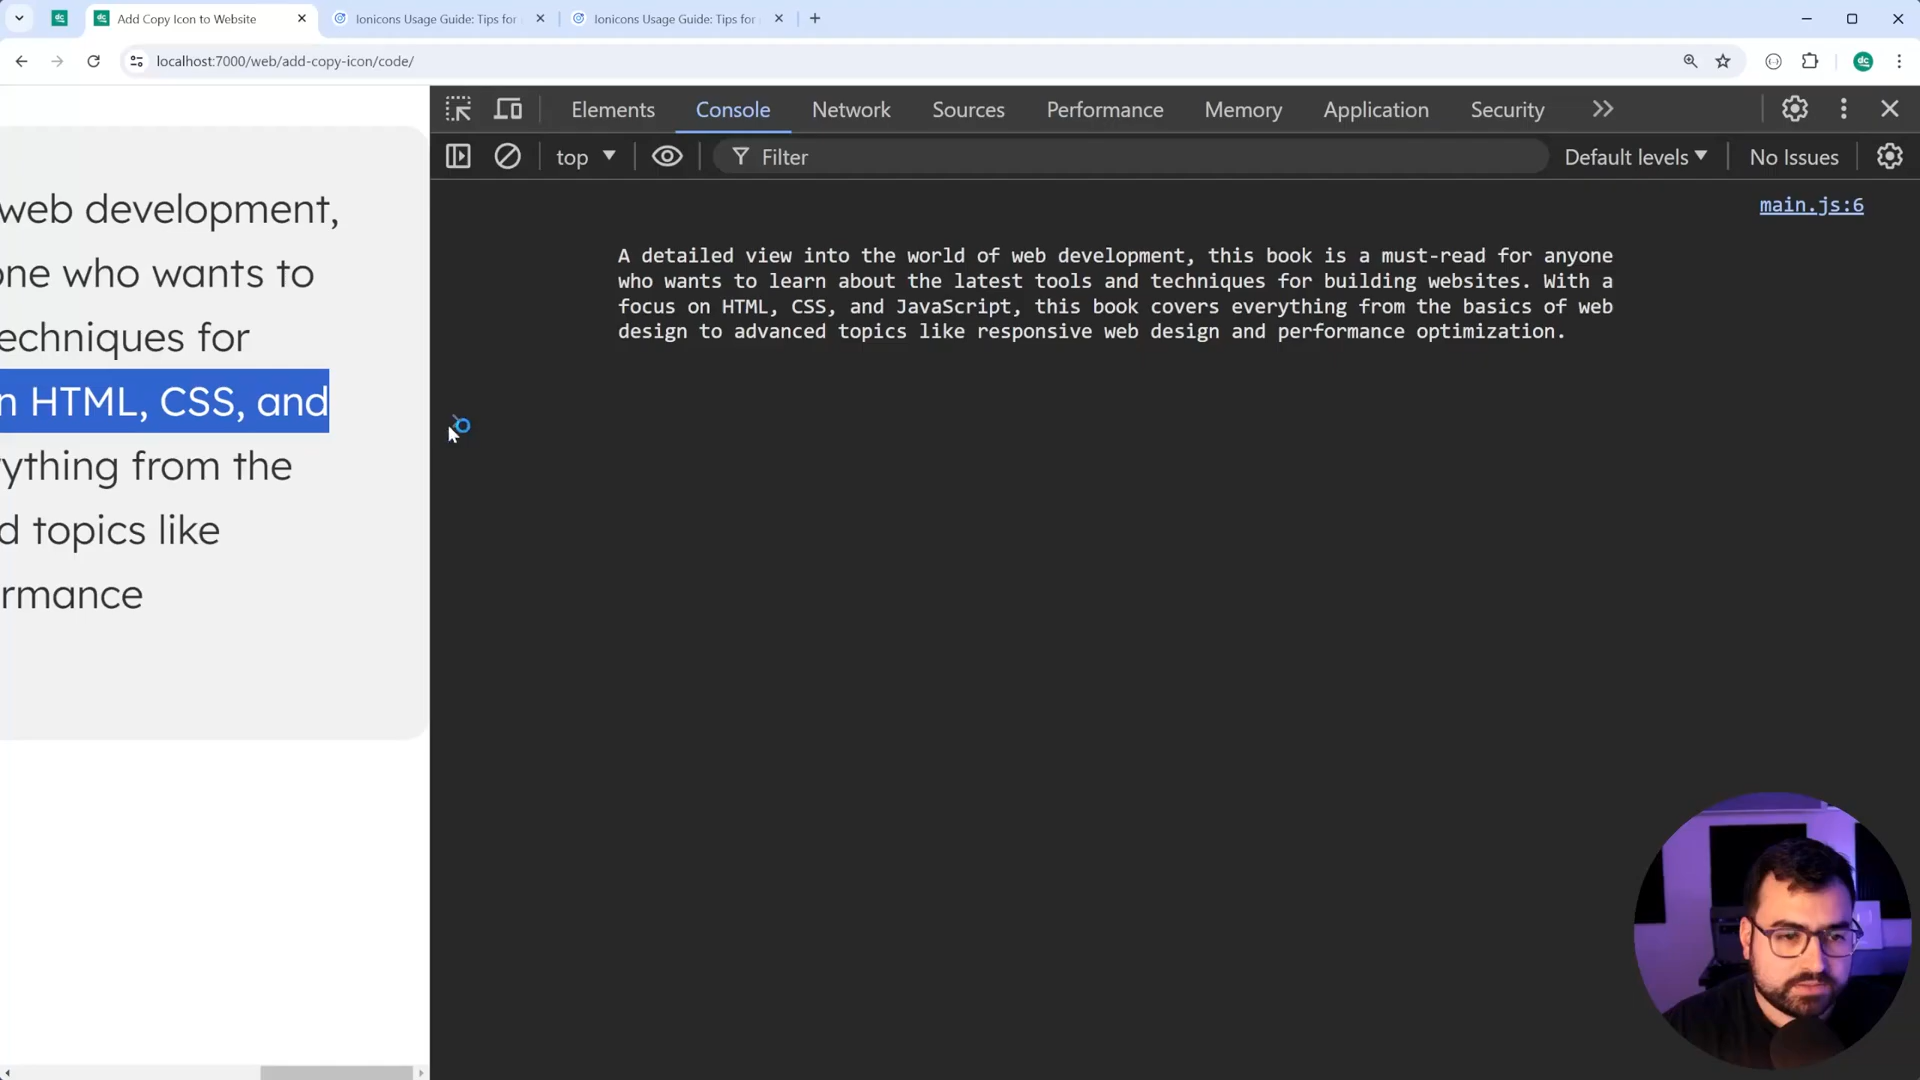 Add Copy Icon to Website
Ionicons Usage Guide: Tips for
Ionicons Usage Guide: Tips for
localhost:7000/web/add-copy-icon/code/
Elements
Console
Network
Sources
Performance
Memory
Application
Security
top
Filter
Default levels
No Issues
main.js:6
web development,
one who wants to
echniques for
n HTML, CSS, and
ything from the
d topics like
rmance
A detailed view into the world of web development, this book is a must-read for anyone
who wants to learn about the latest tools and techniques for building websites. With a
focus on HTML, CSS, and JavaScript, this book covers everything from the basics of web
design to advanced topics like responsive web design and performance optimization.